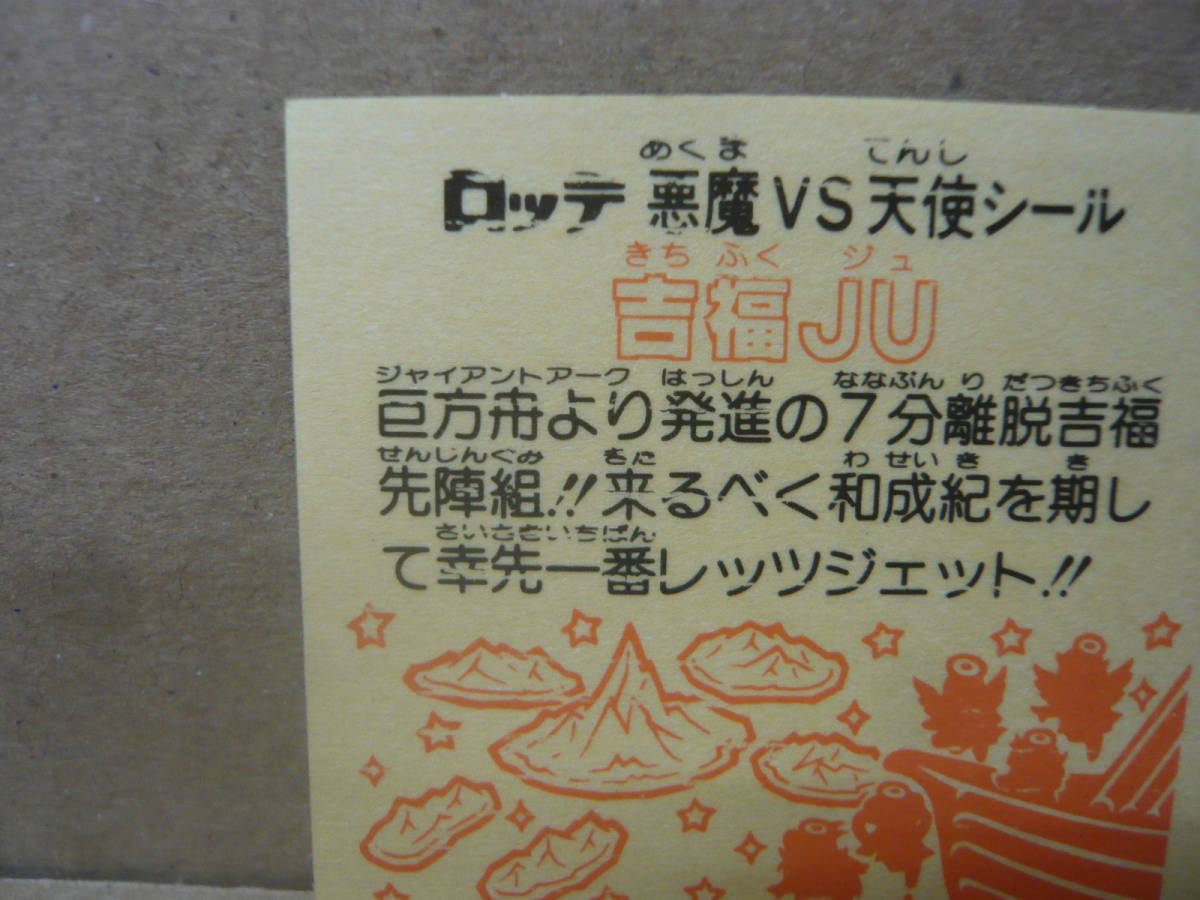 めくま てんし
ロッテ 悪魔VS天使シール
きち ふく ジュ
吉福JU
ジャイアントアーク はっしん ななぶん り だつきちふく
巨方舟より発進の7分離脱吉福
せんじんぐみ きた わ せい き き
先陣組!!来るべく和成紀を期し
さいさきいちばん
て幸先一番レッツジェット!!